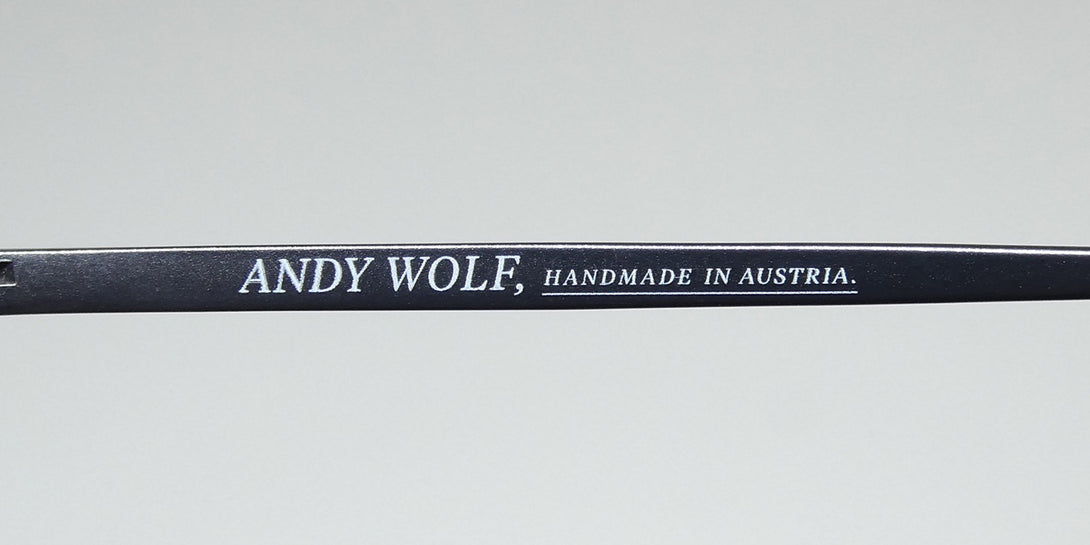 ANDY WOLF, HANDMADE IN AUSTRIA.